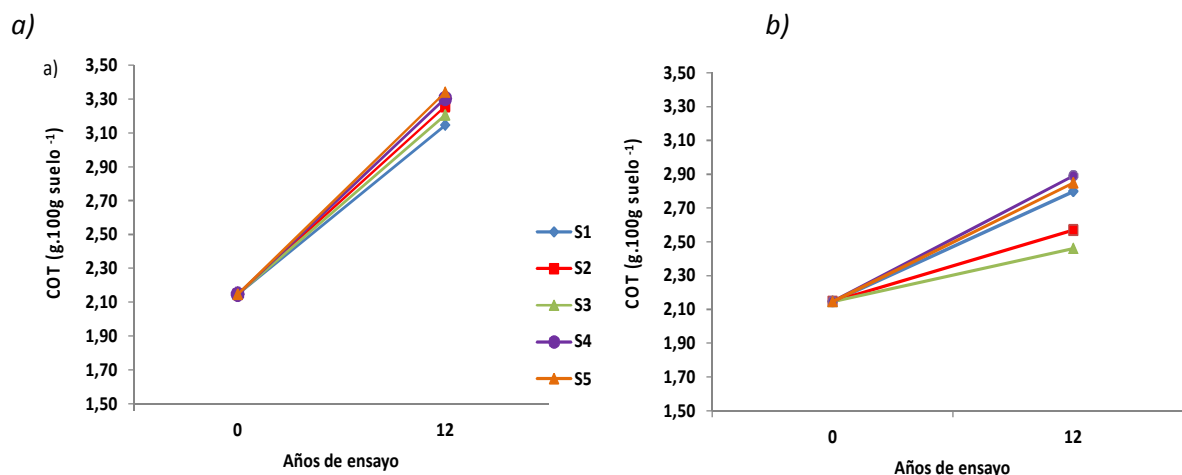 a)
a)
COT (g.100g suelo -1)
3,50
3,30
3,10
2,90
2,70
2,50
2,30
2,10
1,90
1,70
1,50
0
12
Años de ensayo
S1
S2
S3
S4
S5
b)
COT (g.100g suelo -1)
3,50
3,30
3,10
2,90
2,70
2,50
2,30
2,10
1,90
1,70
1,50
0
12
Años de ensayo